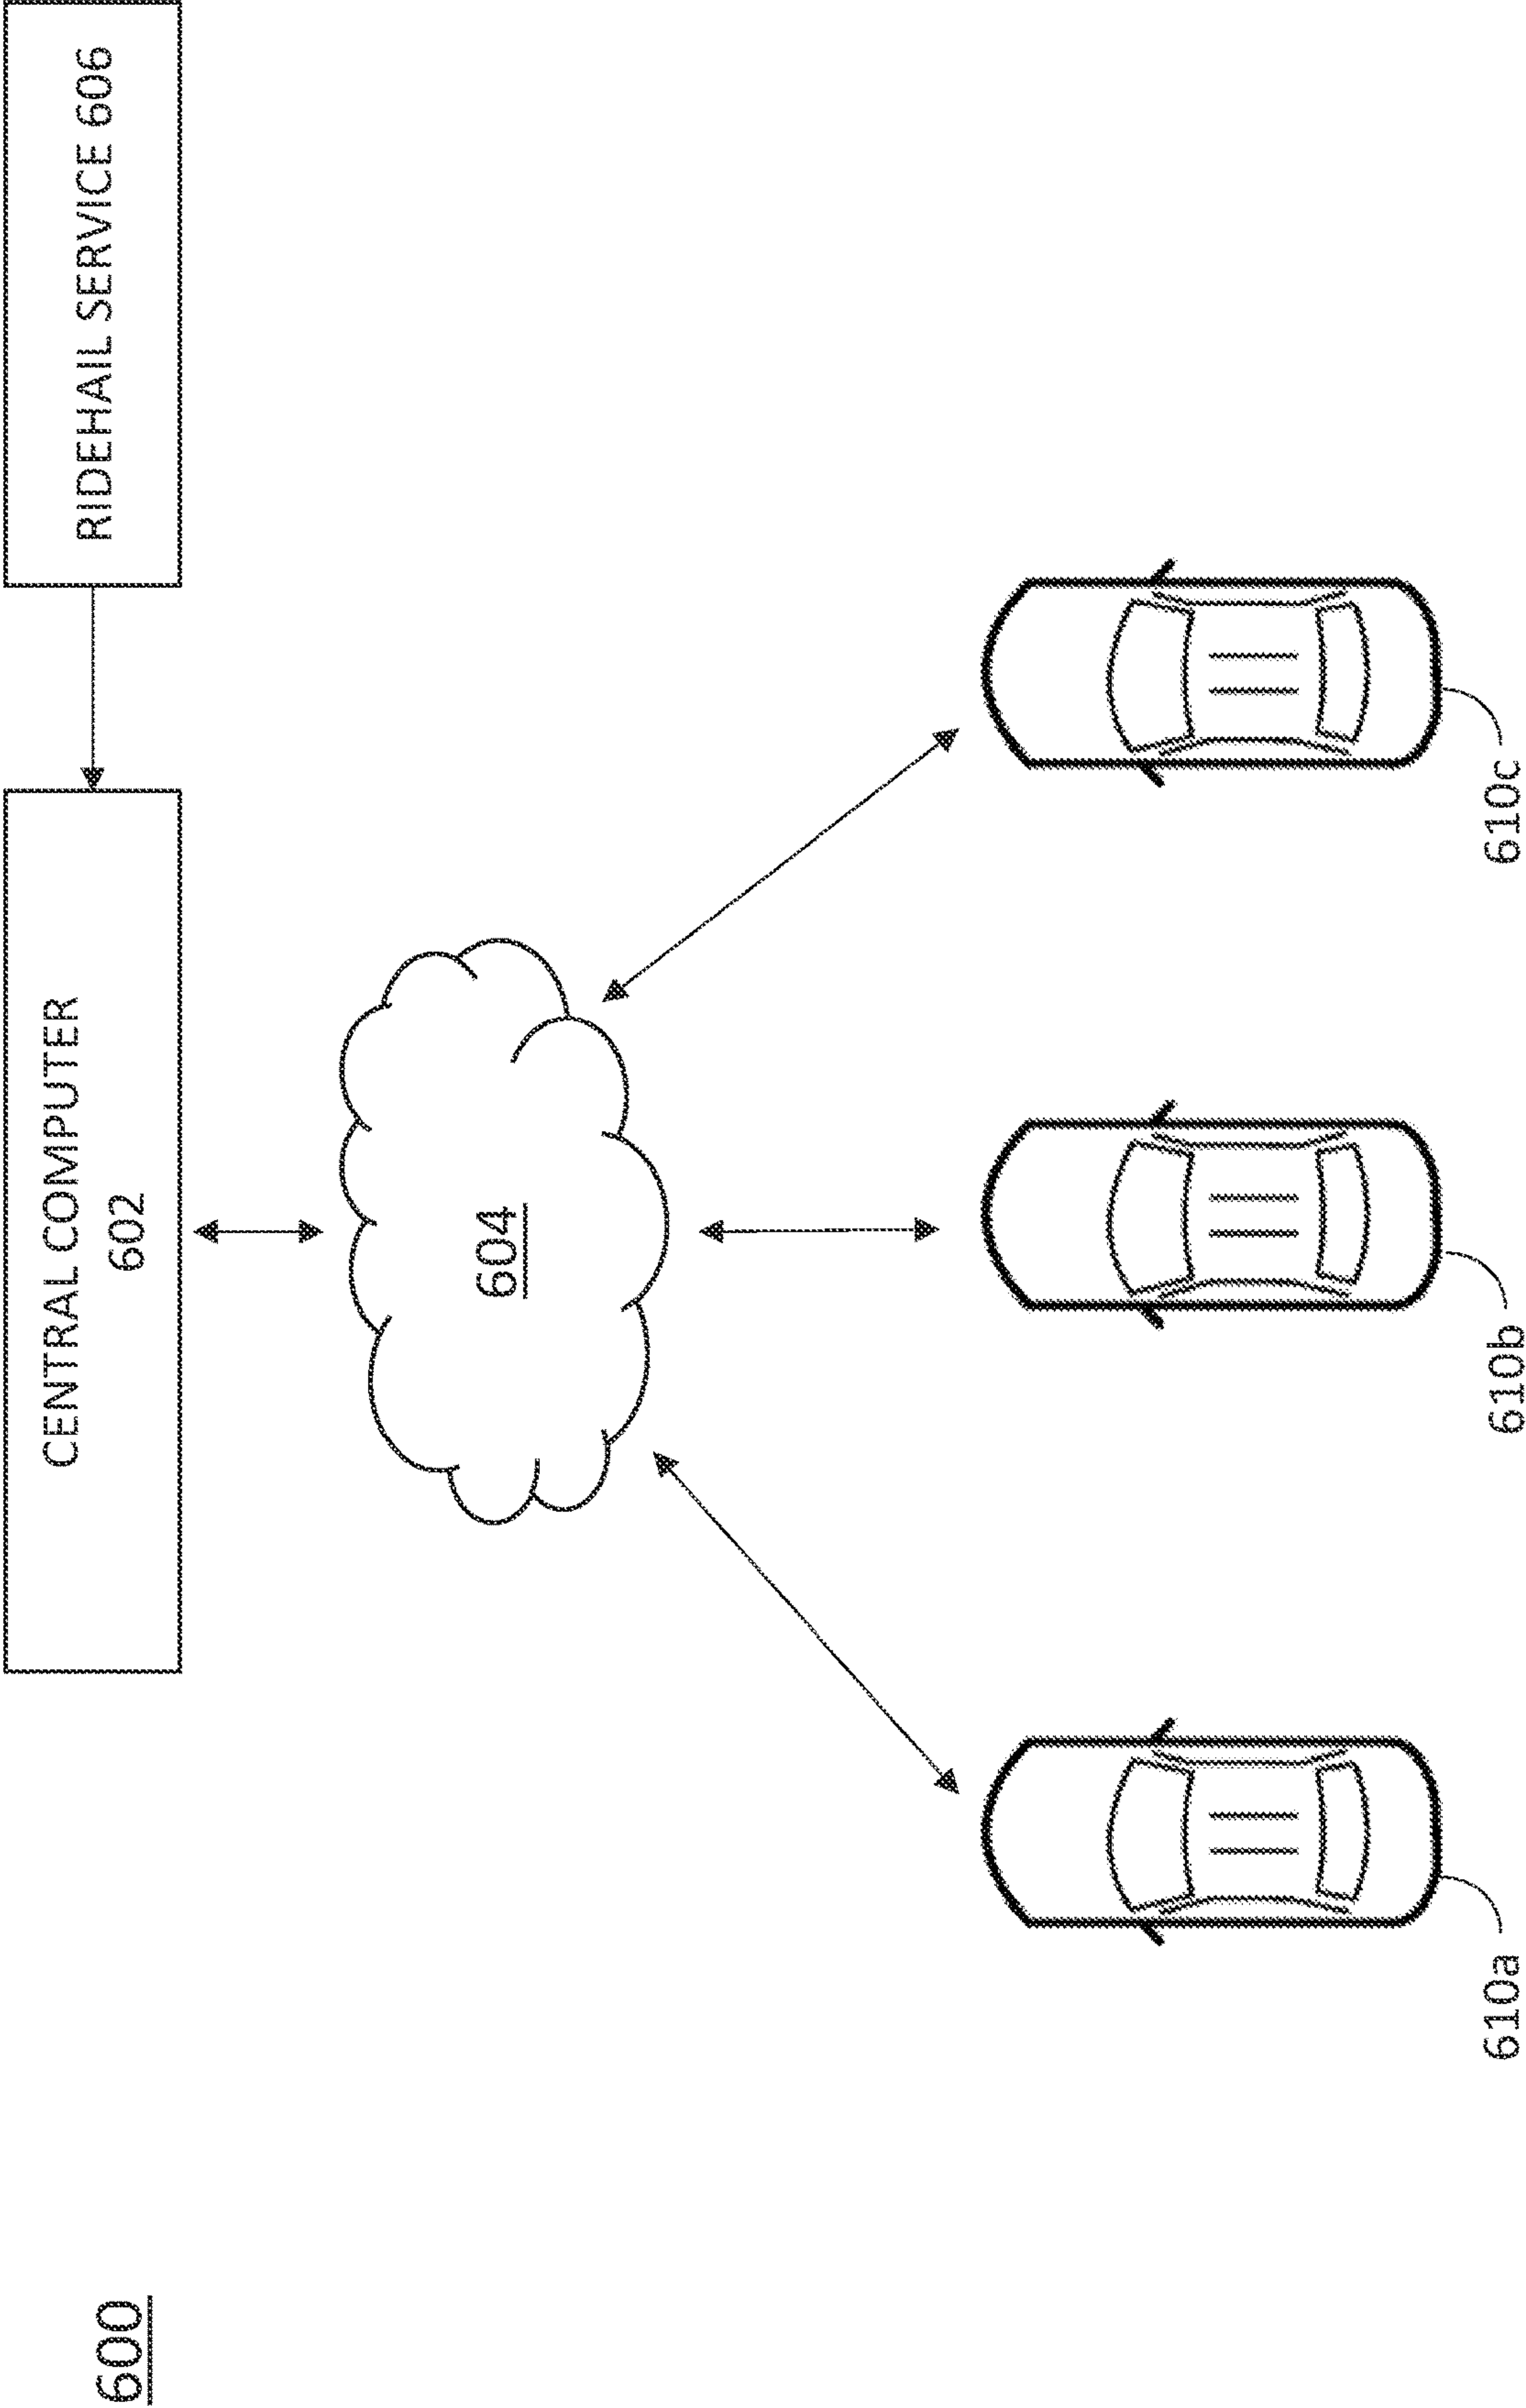 600
CENTRAL COMPUTER
602
RIDEHAIL SERVICE 606
604
610a
610b
610c